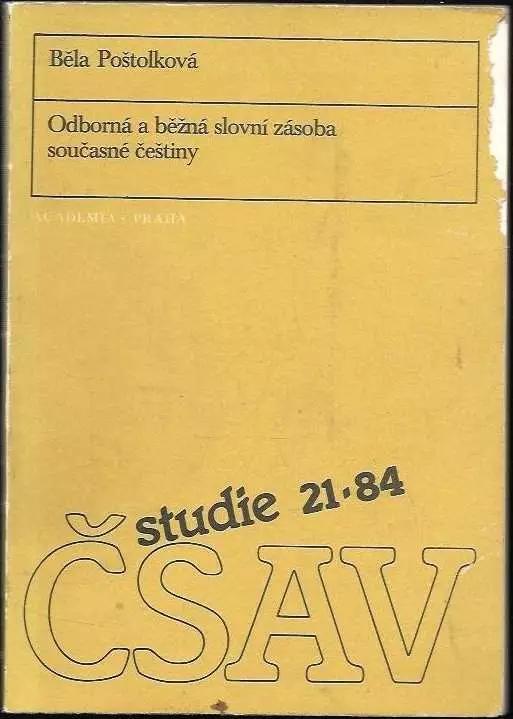 Běla Poštolková
Odborná a běžná slovní zásoba
současné češtiny
ACADEMIA • PRAHA
studie 21·84
ČSAV